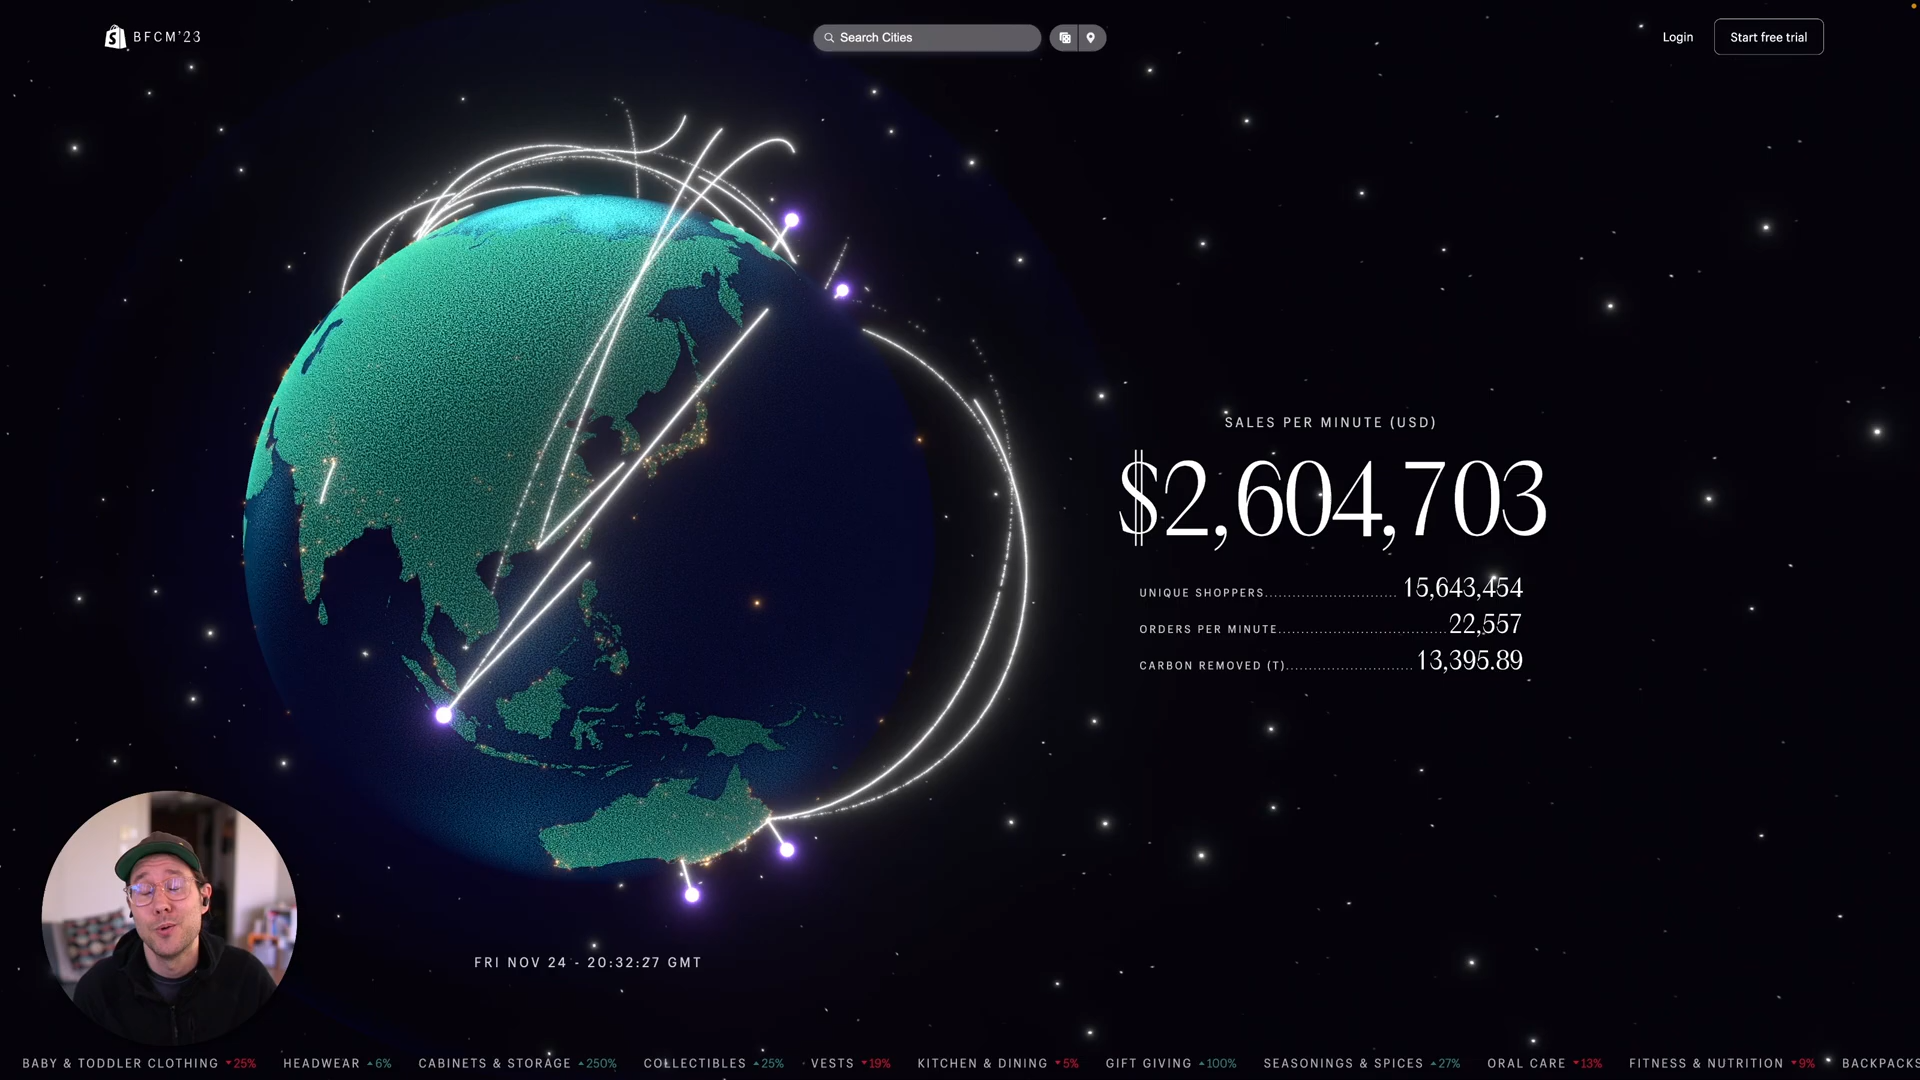 BFCM'23
Search Cities
Login
Start free trial
SALES PER MINUTE (USD)
$2,604,703
UNIQUE SHOPPERS............................. 15,643,454
ORDERS PER MINUTE..................................... 22,557
CARBON REMOVED (T)............................ 13,395.89
FRI NOV 24 - 20:32:27 GMT
BABY & TODDLER CLOTHING ▾25% HEADWEAR ▴6% CABINETS & STORAGE ▴250% COLLECTIBLES ▴25% VESTS ▾19% KITCHEN & DINING ▾5% GIFT GIVING ▴100% SEASONINGS & SPICES ▴27% ORAL CARE ▾13% FITNESS & NUTRITION ▾9% BACKPACKS